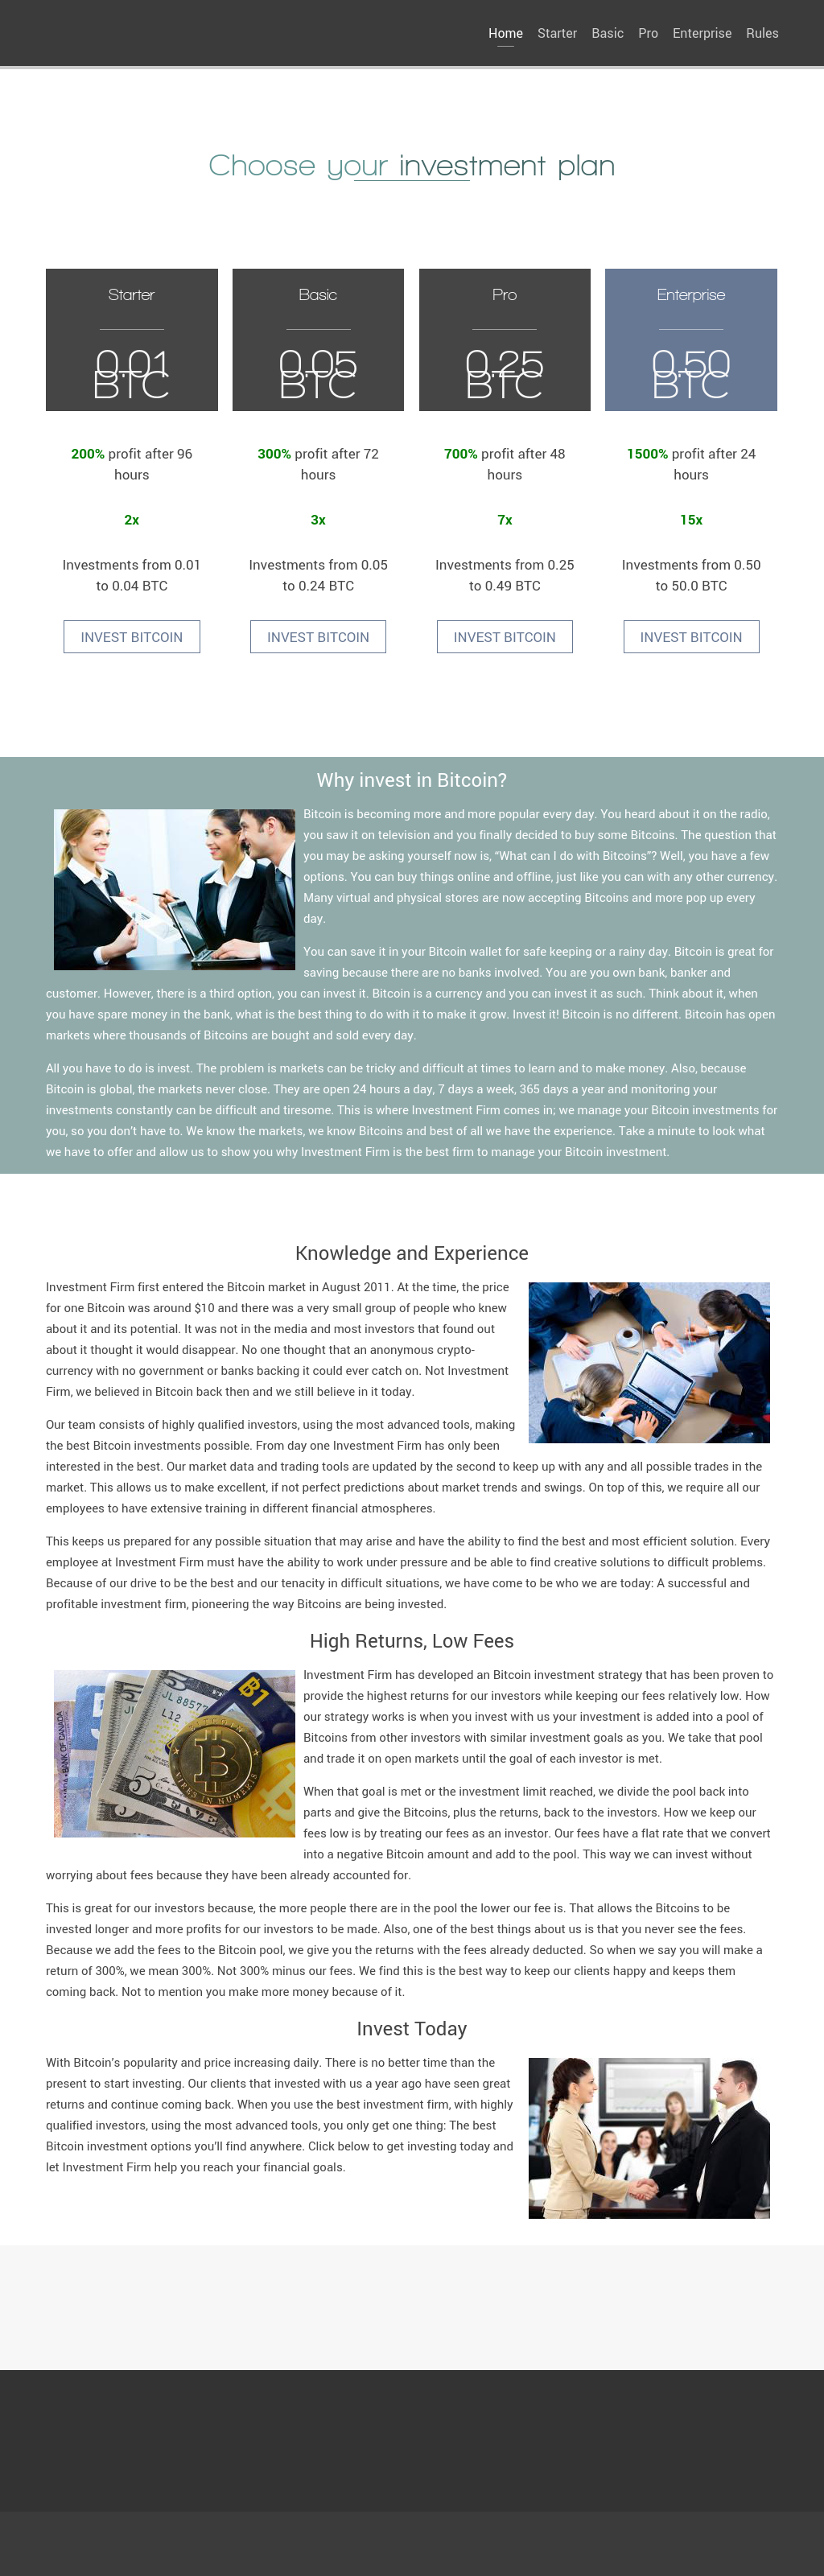 Home Starter Basic Pro Enterprise Rules
Choose your investment plan
Starter
0.01
BTC
200% profit after 96
hours
2x
Investments from 0.01
to 0.04 BTC
INVEST BITCOIN
Basic
0.05
BTC
300% profit after 72
hours
3x
Investments from 0.05
to 0.24 BTC
INVEST BITCOIN
Pro
0.25
BTC
700% profit after 48
hours
7x
Investments from 0.25
to 0.49 BTC
INVEST BITCOIN
Enterprise
0.50
BTC
1500% profit after 24
hours
15x
Investments from 0.50
to 50.0 BTC
INVEST BITCOIN
Why invest in Bitcoin?
Bitcoin is becoming more and more popular every day. You heard about it on the radio,
you saw it on television and you finally decided to buy some Bitcoins. The question that
you may be asking yourself now is, “What can I do with Bitcoins”? Well, you have a few
options. You can buy things online and offline, just like you can with any other currency.
Many virtual and physical stores are now accepting Bitcoins and more pop up every
day.
You can save it in your Bitcoin wallet for safe keeping or a rainy day. Bitcoin is great for
saving because there are no banks involved. You are you own bank, banker and
customer. However, there is a third option, you can invest it. Bitcoin is a currency and you can invest it as such. Think about it, when
you have spare money in the bank, what is the best thing to do with it to make it grow. Invest it! Bitcoin is no different. Bitcoin has open
markets where thousands of Bitcoins are bought and sold every day.
All you have to do is invest. The problem is markets can be tricky and difficult at times to learn and to make money. Also, because
Bitcoin is global, the markets never close. They are open 24 hours a day, 7 days a week, 365 days a year and monitoring your
investments constantly can be difficult and tiresome. This is where Investment Firm comes in; we manage your Bitcoin investments for
you, so you don’t have to. We know the markets, we know Bitcoins and best of all we have the experience. Take a minute to look what
we have to offer and allow us to show you why Investment Firm is the best firm to manage your Bitcoin investment.
Knowledge and Experience
Investment Firm first entered the Bitcoin market in August 2011. At the time, the price
for one Bitcoin was around $10 and there was a very small group of people who knew
about it and its potential. It was not in the media and most investors that found out
about it thought it would disappear. No one thought that an anonymous crypto-
currency with no government or banks backing it could ever catch on. Not Investment
Firm, we believed in Bitcoin back then and we still believe in it today.
Our team consists of highly qualified investors, using the most advanced tools, making
the best Bitcoin investments possible. From day one Investment Firm has only been
interested in the best. Our market data and trading tools are updated by the second to keep up with any and all possible trades in the
market. This allows us to make excellent, if not perfect predictions about market trends and swings. On top of this, we require all our
employees to have extensive training in different financial atmospheres.
This keeps us prepared for any possible situation that may arise and have the ability to find the best and most efficient solution. Every
employee at Investment Firm must have the ability to work under pressure and be able to find creative solutions to difficult problems.
Because of our drive to be the best and our tenacity in difficult situations, we have come to be who we are today: A successful and
profitable investment firm, pioneering the way Bitcoins are being invested.
High Returns, Low Fees
Investment Firm has developed an Bitcoin investment strategy that has been proven to
provide the highest returns for our investors while keeping our fees relatively low. How
our strategy works is when you invest with us your investment is added into a pool of
Bitcoins from other investors with similar investment goals as you. We take that pool
and trade it on open markets until the goal of each investor is met.
When that goal is met or the investment limit reached, we divide the pool back into
parts and give the Bitcoins, plus the returns, back to the investors. How we keep our
fees low is by treating our fees as an investor. Our fees have a flat rate that we convert
into a negative Bitcoin amount and add to the pool. This way we can invest without
worrying about fees because they have been already accounted for.
This is great for our investors because, the more people there are in the pool the lower our fee is. That allows the Bitcoins to be
invested longer and more profits for our investors to be made. Also, one of the best things about us is that you never see the fees.
Because we add the fees to the Bitcoin pool, we give you the returns with the fees already deducted. So when we say you will make a
return of 300%, we mean 300%. Not 300% minus our fees. We find this is the best way to keep our clients happy and keeps them
coming back. Not to mention you make more money because of it.
Invest Today
With Bitcoin’s popularity and price increasing daily. There is no better time than the
present to start investing. Our clients that invested with us a year ago have seen great
returns and continue coming back. When you use the best investment firm, with highly
qualified investors, using the most advanced tools, you only get one thing: The best
Bitcoin investment options you’ll find anywhere. Click below to get investing today and
let Investment Firm help you reach your financial goals.